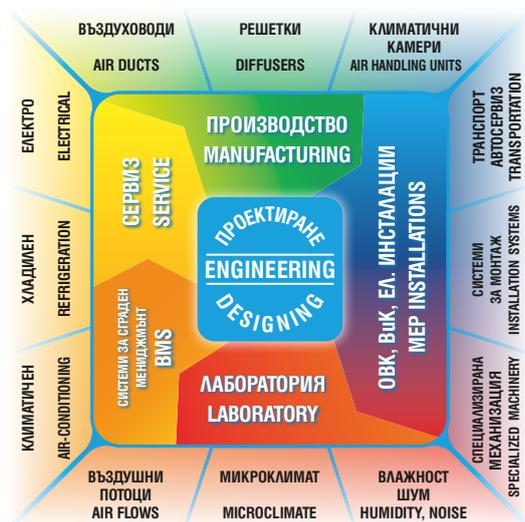 ВЪЗДУХОВОДИ
AIR DUCTS
РЕШЕТКИ
DIFFUSERS
КЛИМАТИЧНИ
КАМЕРИ
AIR HANDLING UNITS
ЕЛЕКТРО
ELECTRICAL
ХЛАДИЛЕН
REFRIGERATION
КЛИМАТИЧЕН
AIR-CONDITIONING
ПРОИЗВОДСТВО
MANUFACTURING
СЕРВИЗ
SERVICE
СИСТЕМИ ЗА СГРАДЕН
МЕНИДЖМЪНТ
BMS
ПРОЕКТИРАНЕ
ENGINEERING
DESIGNING
ОВК, ВиК, ЕЛ. ИНСТАЛАЦИИ
MEP INSTALLATIONS
ЛАБОРАТОРИЯ
LABORATORY
ТРАНСПОРТ
АВТОСЕРВИЗ
TRANSPORTATION
СИСТЕМИ
ЗА МОНТАЖ
INSTALLATION SYSTEMS
СПЕЦИАЛИЗИРАНА
МЕХАНИЗАЦИЯ
SPECIALIZED MACHINERY
ВЪЗДУШНИ
ПОТОЦИ
AIR FLOWS
МИКРОКЛИМАТ
MICROCLIMATE
ВЛАЖНОСТ
ШУМ
HUMIDITY, NOISE